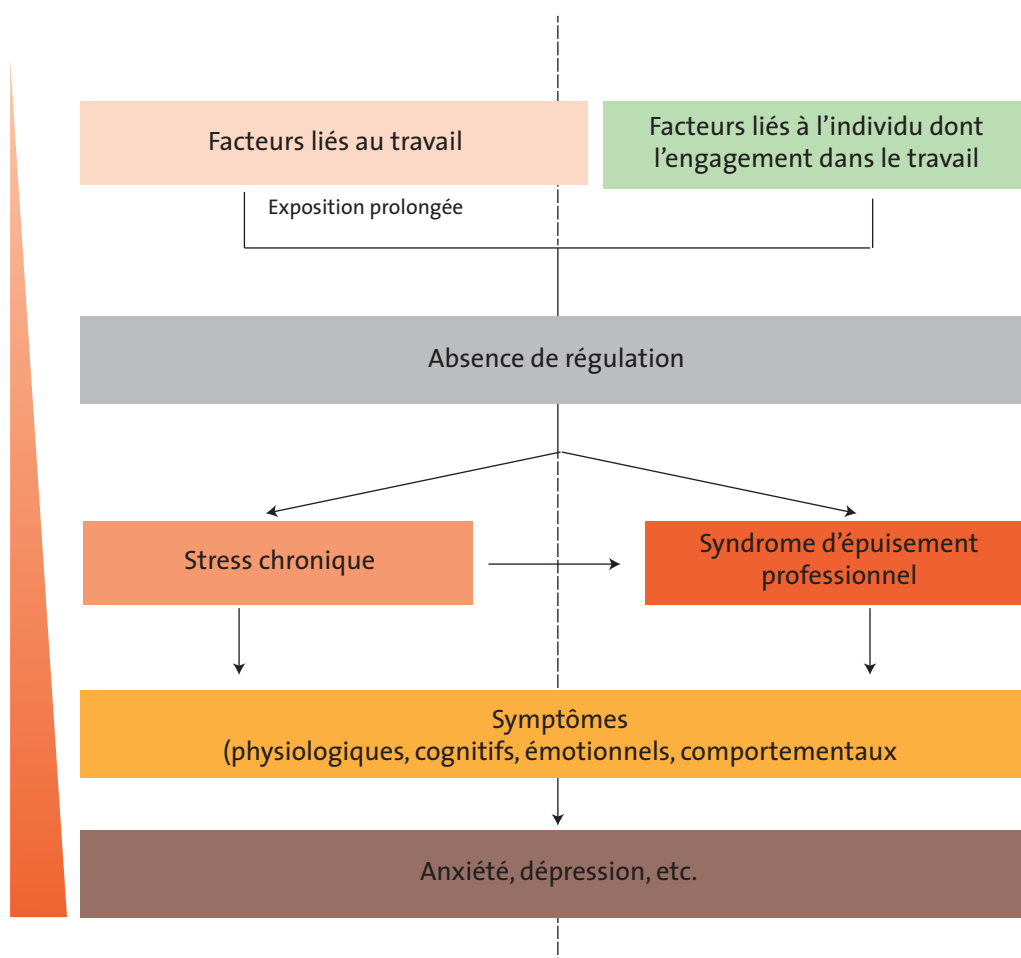 Facteurs liés au travail
Facteurs liés à l'individu dont
l'engagement dans le travail
Exposition prolongée
Absence de régulation
Stress chronique
Syndrome d'épuisement
professionnel
Symptômes
(physiologiques, cognitifs, émotionnels, comportementaux
Anxiété, dépression, etc.